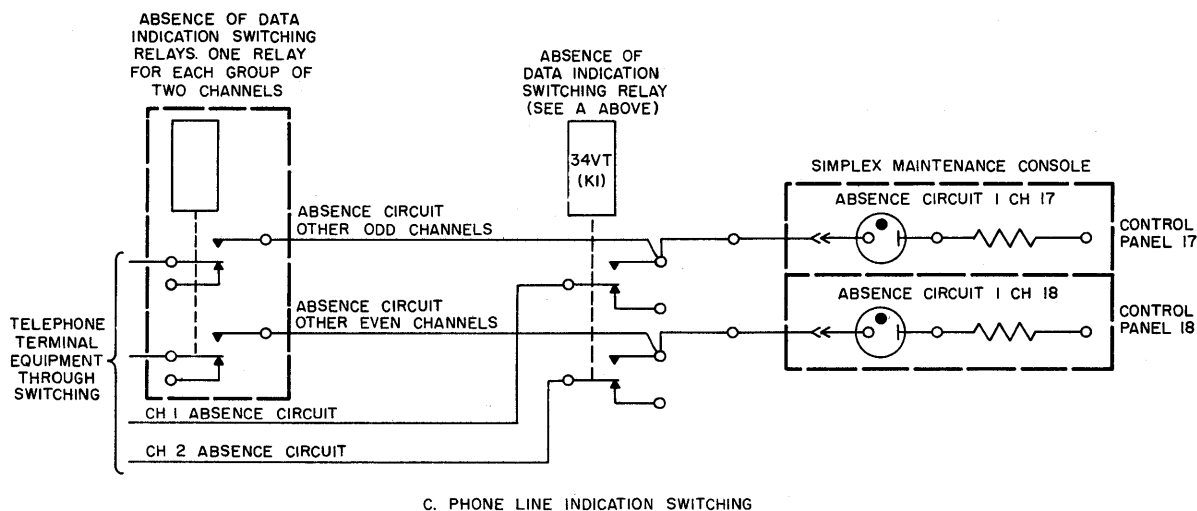 ABSENCE OF DATA
INDICATION SWITCHING
RELAYS. ONE RELAY
FOR EACH GROUP OF
TWO CHANNELS
ABSENCE OF
DATA INDICATION
SWITCHING RELAY
(SEE A ABOVE)
34VT
(K1)
SIMPLEX MAINTENANCE CONSOLE
ABSENCE CIRCUIT 1 CH 17
CONTROL
PANEL 17
ABSENCE CIRCUIT
OTHER ODD CHANNELS
ABSENCE CIRCUIT 1 CH 18
CONTROL
PANEL 18
ABSENCE CIRCUIT
OTHER EVEN CHANNELS
TELEPHONE
TERMINAL
EQUIPMENT
THROUGH
SWITCHING
CH 1 ABSENCE CIRCUIT
CH 2 ABSENCE CIRCUIT
C. PHONE LINE INDICATION SWITCHING